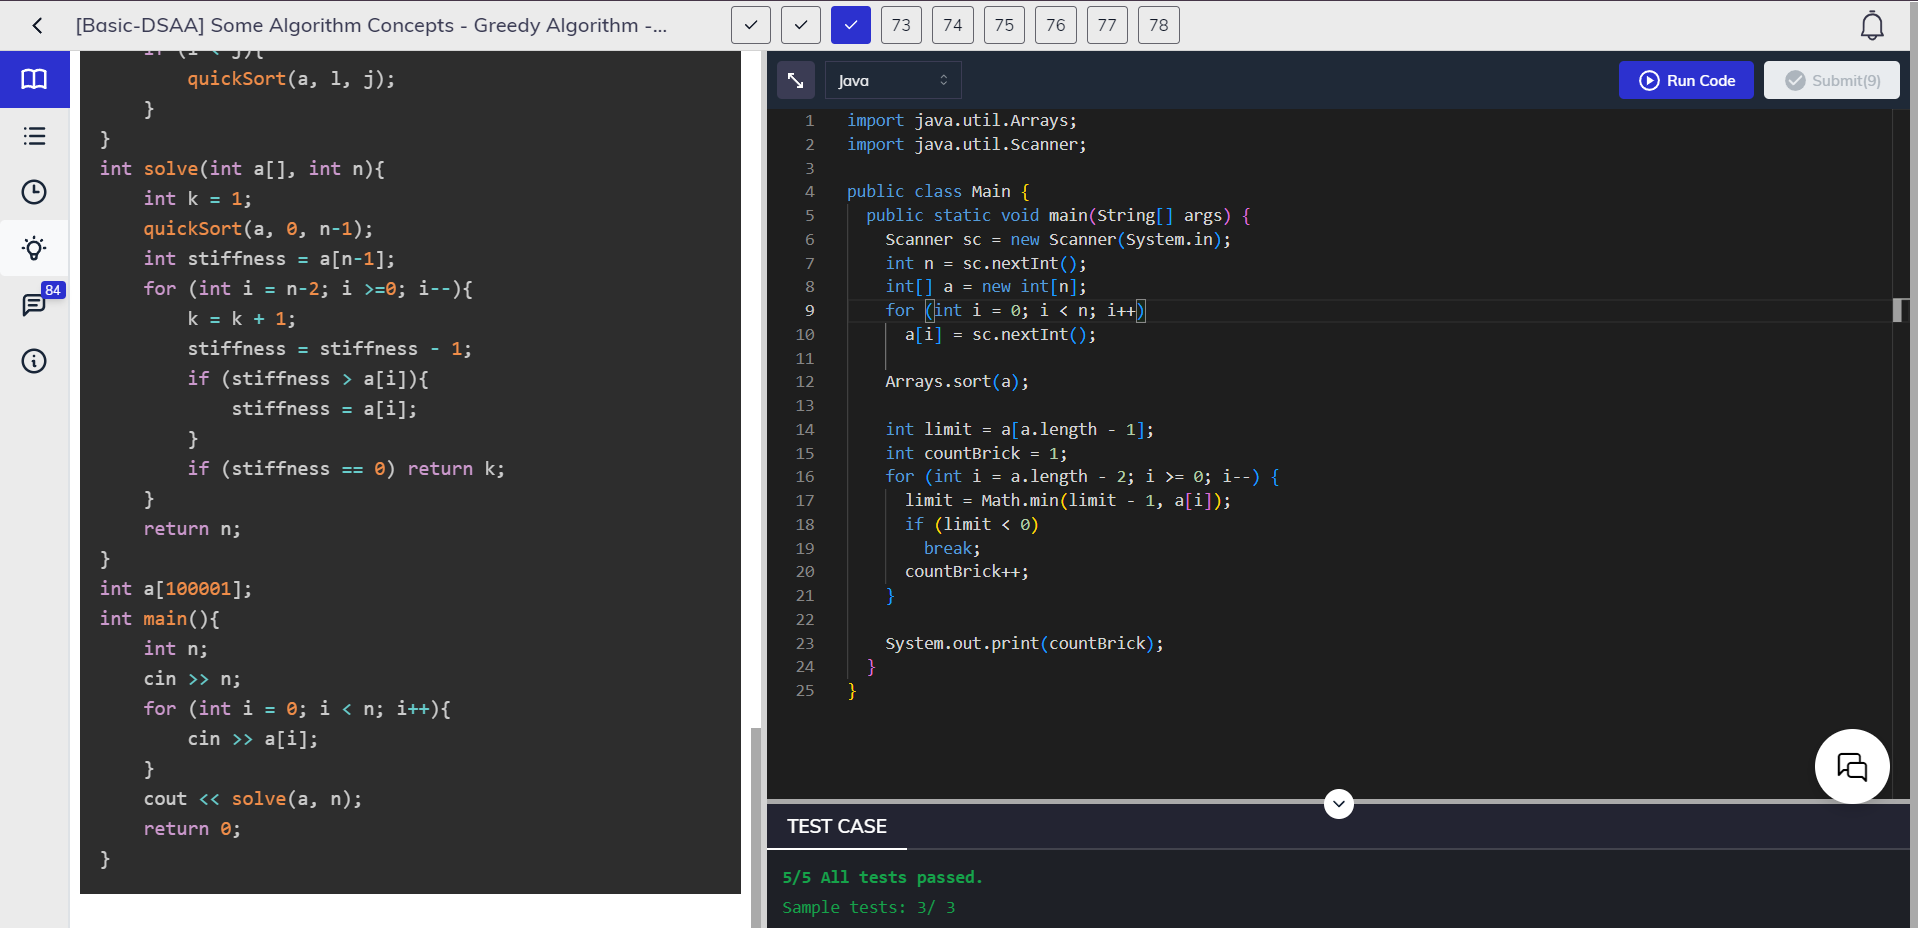 [Basic-DSAA] Some Algorithm Concepts - Greedy Algorithm -...
73 74 75 76 77 78
84
quickSort(a, l, j);
}
}
int solve(int a[], int n){
int k = 1;
quickSort(a, 0, n-1);
int stiffness = a[n-1];
for (int i = n-2; i >=0; i--){
k = k + 1;
stiffness = stiffness - 1;
if (stiffness > a[i]){
stiffness = a[i];
}
if (stiffness == 0) return k;
}
return n;
}
int a[100001];
int main(){
int n;
cin >> n;
for (int i = 0; i < n; i++){
cin >> a[i];
}
cout << solve(a, n);
return 0;
}
Java
Run Code
Submit(9)
1 import java.util.Arrays;
2 import java.util.Scanner;
3
4 public class Main {
5 public static void main(String[] args) {
6 Scanner sc = new Scanner(System.in);
7 int n = sc.nextInt();
8 int[] a = new int[n];
9 for (int i = 0; i < n; i++)
10 a[i] = sc.nextInt();
11
12 Arrays.sort(a);
13
14 int limit = a[a.length - 1];
15 int countBrick = 1;
16 for (int i = a.length - 2; i >= 0; i--) {
17 limit = Math.min(limit - 1, a[i]);
18 if (limit < 0)
19 break;
20 countBrick++;
21 }
22
23 System.out.print(countBrick);
24 }
25 }
TEST CASE
5/5 All tests passed.
Sample tests: 3/ 3